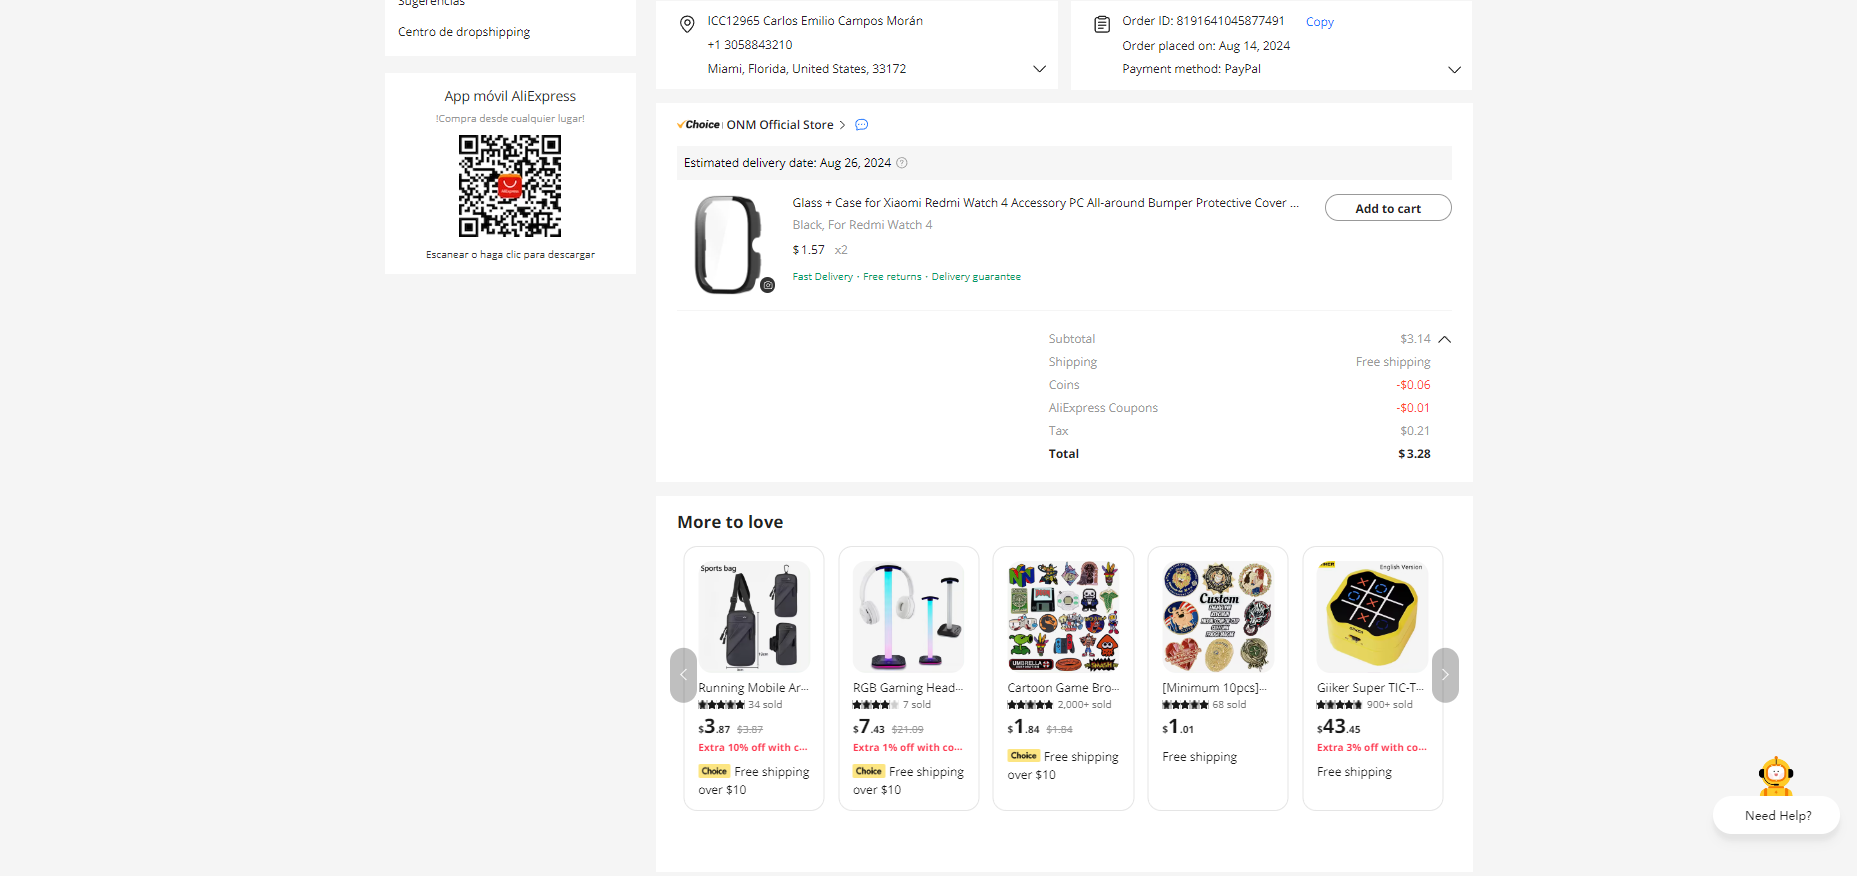 Sugerencias
Centro de dropshipping
App móvil AliExpress
!Compra desde cualquier lugar!
AliExpress
Escanear o haga clic para descargar
ICC12965 Carlos Emilio Campos Morán
+1 3058843210
Miami, Florida, United States, 33172
Order ID: 8191641045877491 Copy
Order placed on: Aug 14, 2024
Payment method: PayPal
Choice ONM Official Store
Estimated delivery date: Aug 26, 2024
Glass + Case for Xiaomi Redmi Watch 4 Accessory PC All-around Bumper Protective Cover ...
Add to cart
Black, For Redmi Watch 4
$1.57 x2
Fast Delivery · Free returns · Delivery guarantee
Subtotal $3.14
Shipping Free shipping
Coins -$0.06
AliExpress Coupons -$0.01
Tax $0.21
Total $3.28
More to love
Sports bag
Running Mobile Ar...
34 sold
$3.87 $3.87
Extra 10% off with c...
Choice Free shipping
over $10
RGB Gaming Head...
7 sold
$7.43 $21.09
Extra 1% off with co...
Choice Free shipping
over $10
UMBRELLA
Cartoon Game Bro...
2,000+ sold
$1.84 $1.84
Choice Free shipping
over $10
Custom
[Minimum 10pcs]...
68 sold
$1.01
Free shipping
English Version
Giiker Super TIC-T...
900+ sold
$43.45
Extra 3% off with co...
Free shipping
Need Help?